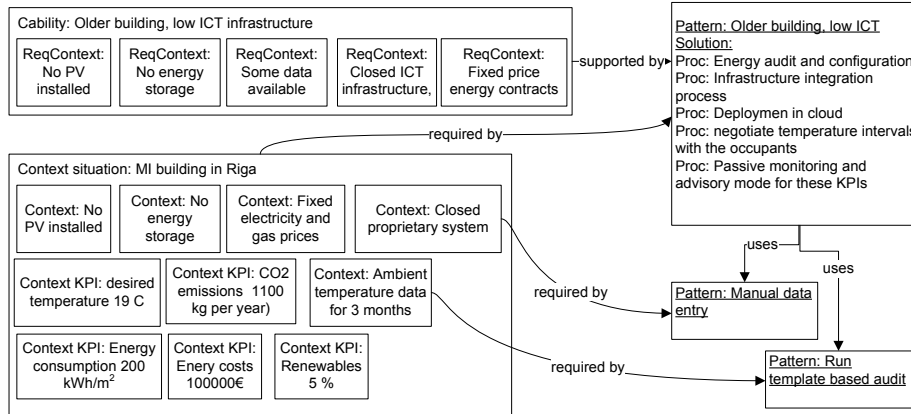 Cability: Older building, low ICT infrastructure
ReqContext:
No PV
installed
ReqContext:
No energy
storage
ReqContext:
Some data
available
ReqContext:
Closed ICT
infrastructure,
ReqContext:
Fixed price
energy contracts
supported by
Pattern: Older building, low ICT
Solution:
Proc: Energy audit and configuration
Proc: Infrastructure integration
process
Proc: Deploymen in cloud
Proc: negotiate temperature intervals
with the occupants
Proc: Passive monitoring and
advisory mode for these KPIs
required by
Context situation: MI building in Riga
Context: No
PV installed
Context: No
energy
storage
Context: Fixed
electricity and
gas prices
Context: Closed
proprietary system
Context KPI: desired
temperature 19 C
Context KPI: CO2
emissions 1100
kg per year)
Context: Ambient
temperature data
for 3 months
Context KPI: Energy
consumption 200
kWh/m²
Context KPI:
Enery costs
100000€
Context KPI:
Renewables
5 %
uses
uses
required by
Pattern: Manual data
entry
required by
Pattern: Run
template based audit